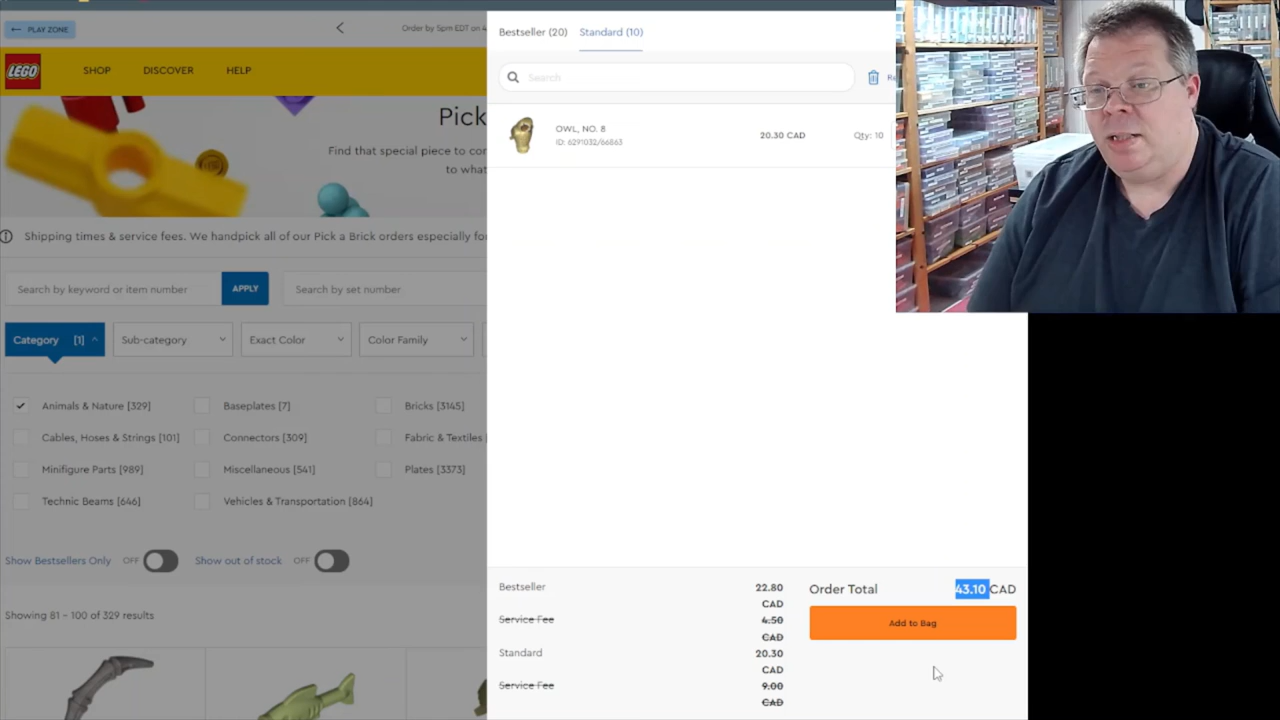 ← PLAY ZONE
Order by 5pm EDT on 4
LEGO
SHOP
DISCOVER
HELP
Pick
Find that special piece to co
to what
Shipping times & service fees. We handpick all of our Pick a Brick orders especially fo
Search by keyword or item number
APPLY
Search by set number
Category [1]
Sub-category
Exact Color
Color Family
Animals & Nature [329]
Baseplates [7]
Bricks [3145]
Cables, Hoses & Strings [101]
Connectors [309]
Fabric & Textiles [
Minifigure Parts [989]
Miscellaneous [541]
Plates [3373]
Technic Beams [646]
Vehicles & Transportation [864]
Show Bestsellers Only OFF
Show out of stock OFF
Showing 81 – 100 of 329 results
Bestseller (20)
Standard (10)
Search
Re
OWL, NO. 8
ID: 6291032/66863
20.30 CAD
Qty: 10
Bestseller
22.80
CAD
Service Fee
4.50
CAD
Standard
20.30
CAD
Service Fee
9.00
CAD
Order Total
43.10 CAD
Add to Bag